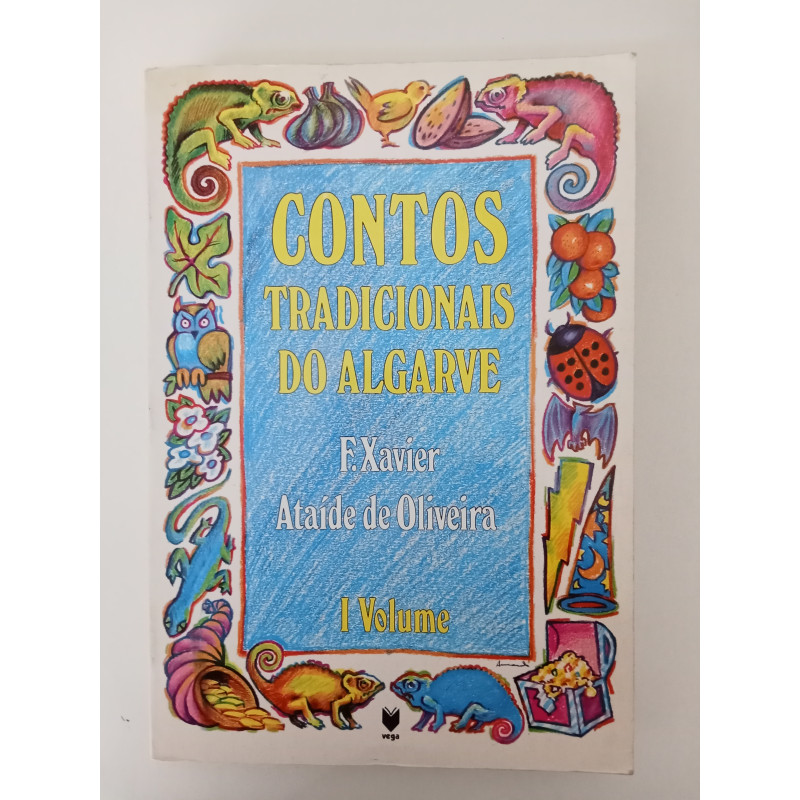 CONTOS
TRADICIONAIS
DO ALGARVE
F. Xavier
Ataíde de Oliveira
I Volume
vega